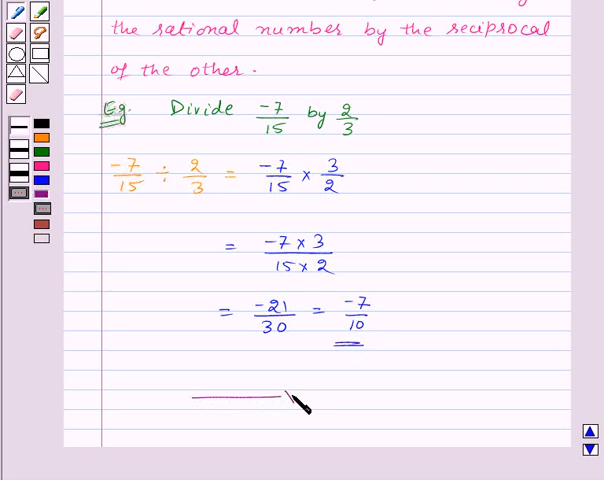 the rational number by the reciprocal
of the other.
Eg. Divide -7/15 by 2/3
-7/15 ÷ 2/3 = -7/15 × 3/2
= -7 × 3 / 15 × 2
= -21/30 = -7/10